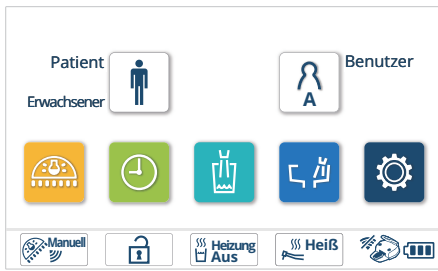 Patient
Benutzer
Erwachsener
A
Manuell
Heizung
Aus
Heiß